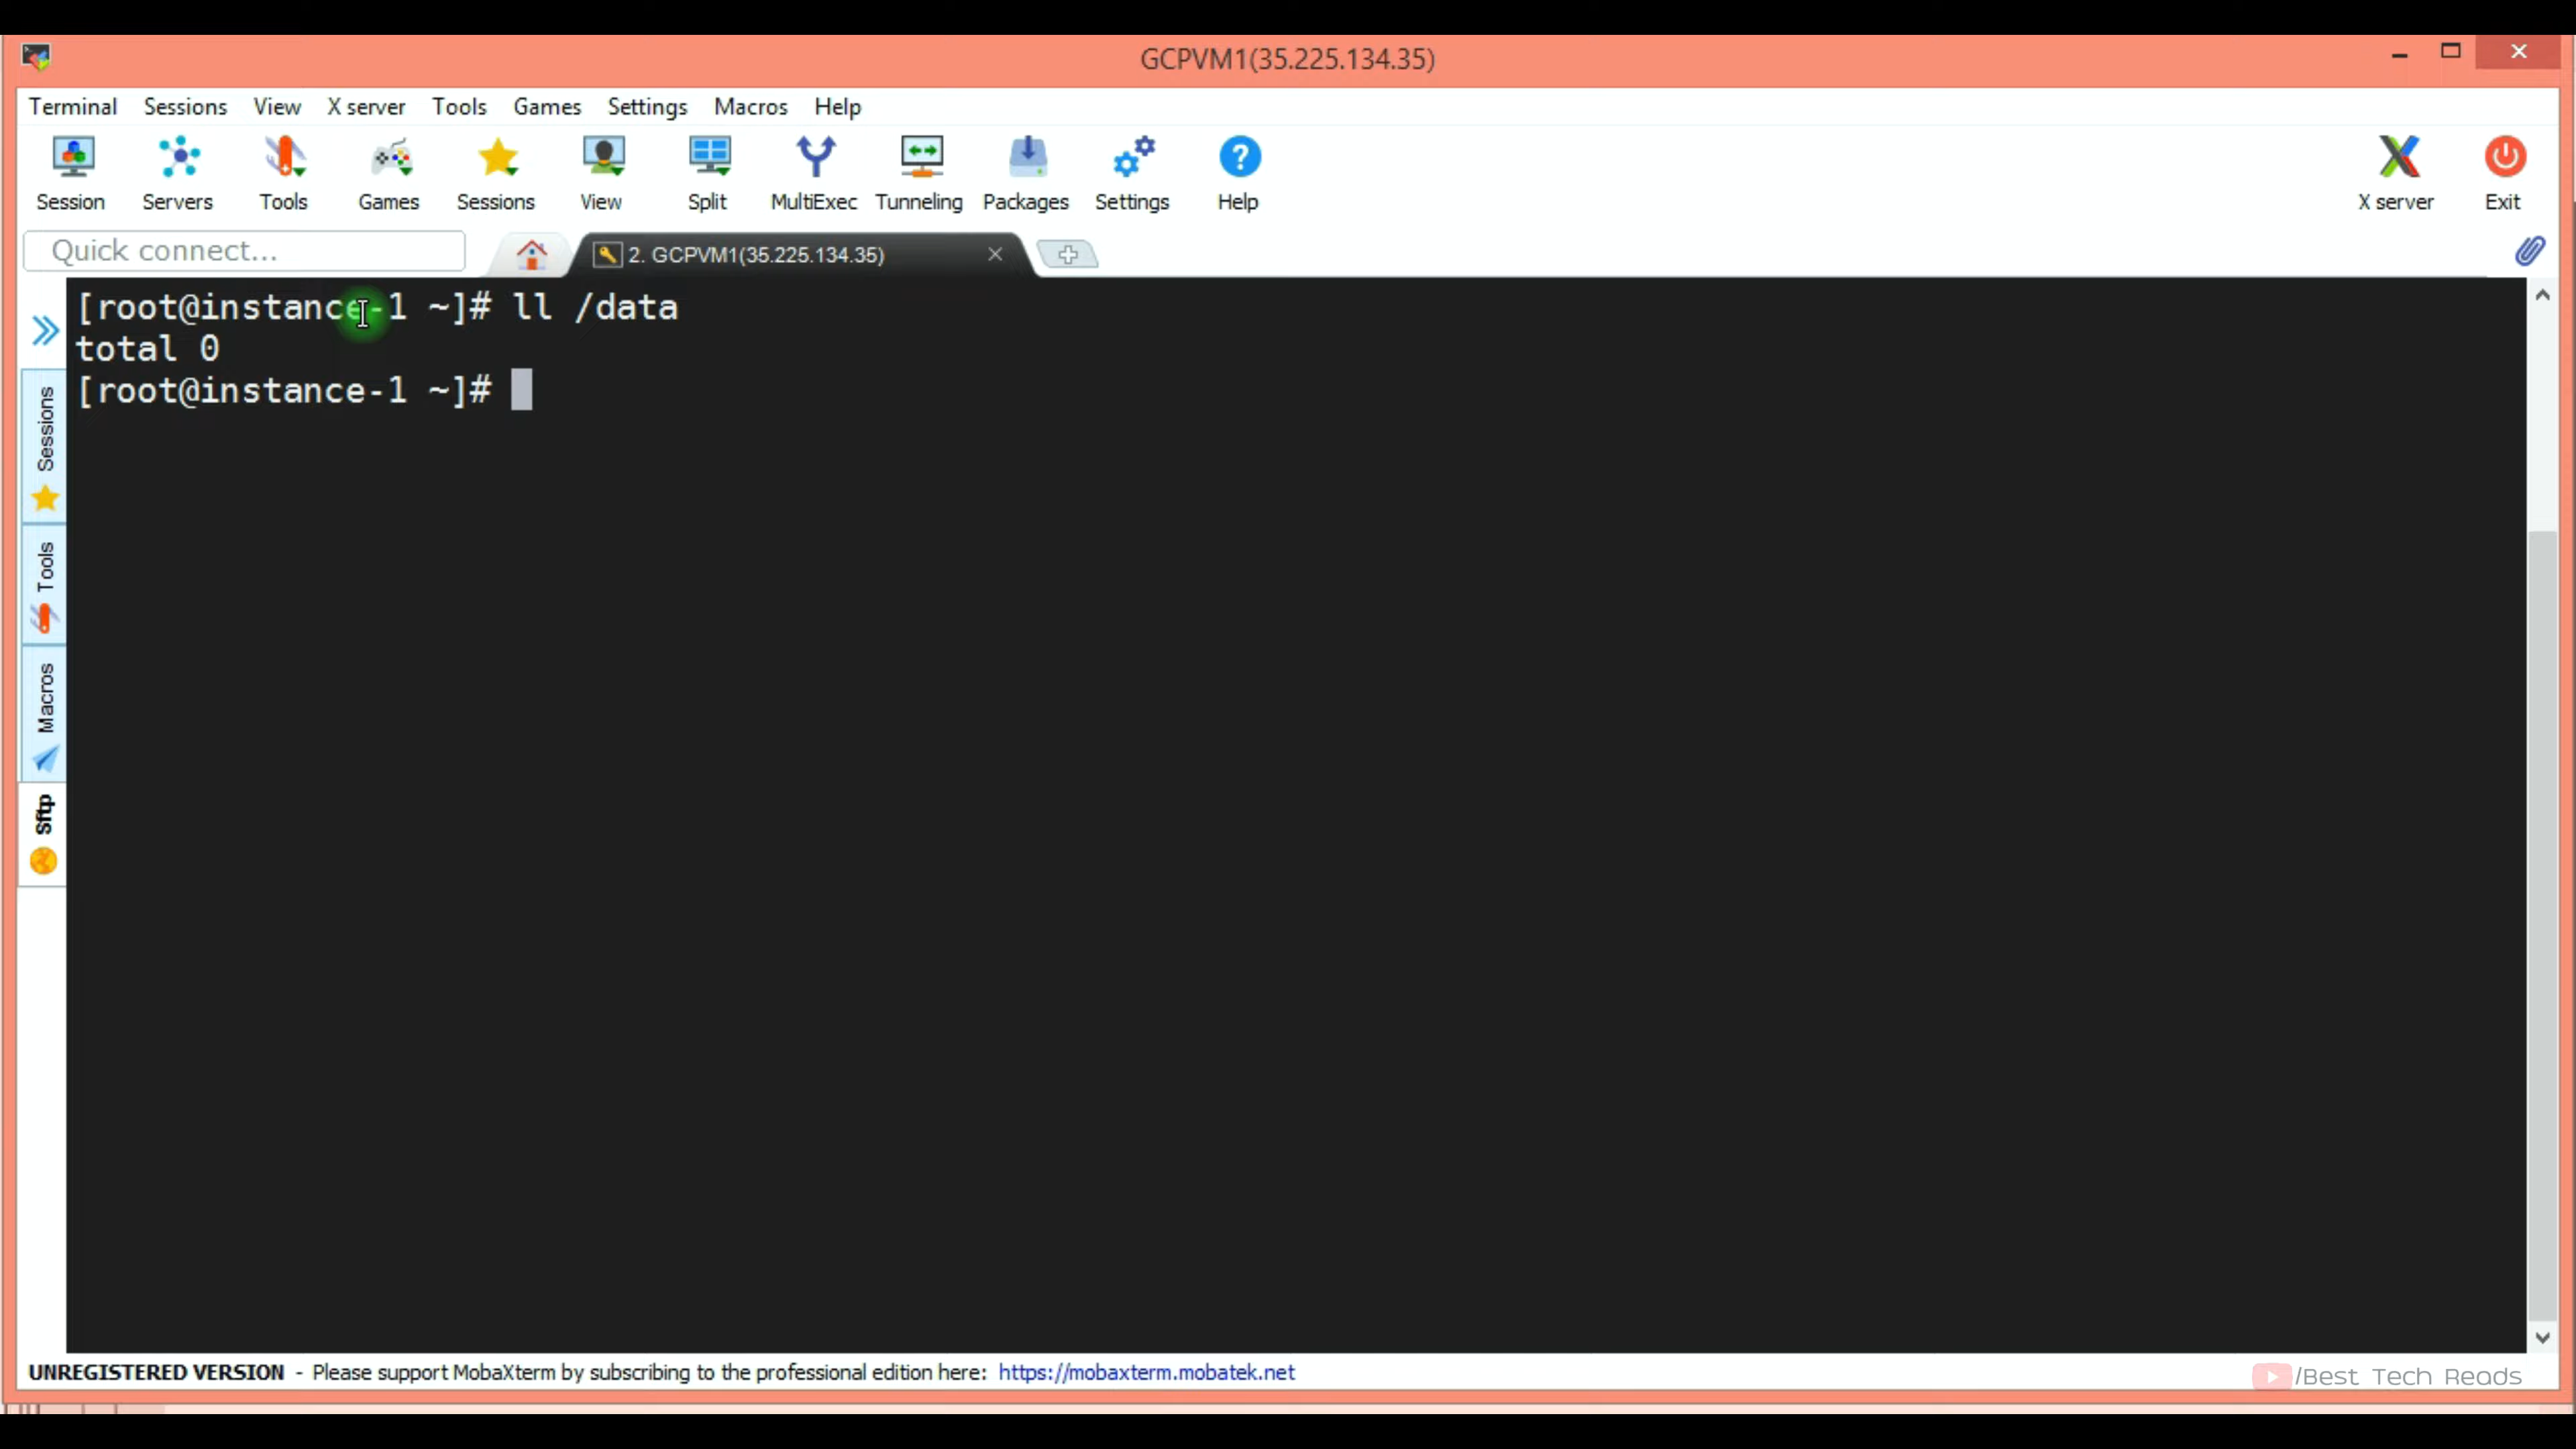 GCPVM1(35.225.134.35)
Terminal Sessions View X server Tools Games Settings Macros Help
Session Servers Tools Games Sessions View Split MultiExec Tunneling Packages Settings Help X server Exit
Quick connect...
2. GCPVM1(35.225.134.35)
[root@instance-1 ~]# ll /data
total 0
[root@instance-1 ~]#
Sessions
Tools
Macros
Sftp
UNREGISTERED VERSION - Please support MobaXterm by subscribing to the professional edition here: https://mobaxterm.mobatek.net
/Best Tech Reads